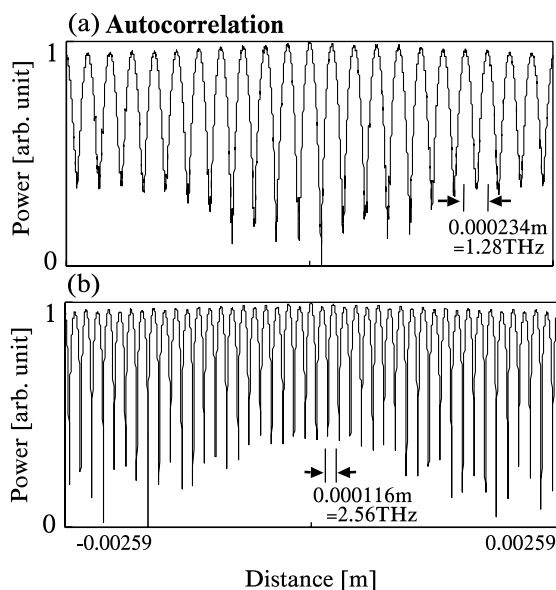 (a) Autocorrelation
1
Power [arb. unit]
0.000234m
=1.28THz
0
(b)
1
Power [arb. unit]
0.000116m
=2.56THz
0
-0.00259 0.00259
Distance [m]